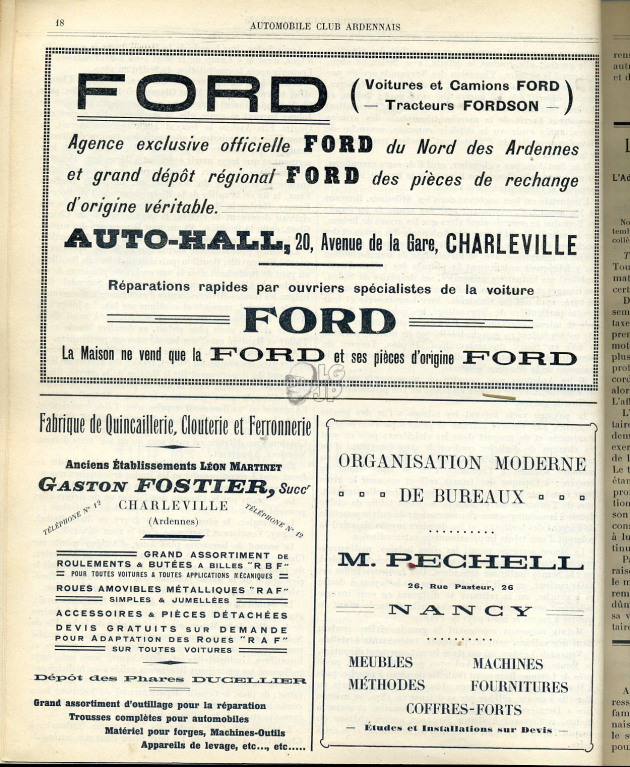 18
AUTOMOBILE CLUB ARDENNAIS
FORD
(Voitures et Camions FORD
— Tracteurs FORDSON —)
Agence exclusive officielle FORD du Nord des Ardennes
et grand dépôt régional FORD des pièces de rechange
d'origine véritable.
AUTO-HALL, 20, Avenue de la Gare, CHARLEVILLE
Réparations rapides par ouvriers spécialistes de la voiture
FORD
La Maison ne vend que la FORD et ses pièces d'origine FORD
LG
JP
Fabrique de Quincaillerie, Clouterie et Ferronnerie
Anciens Établissements LÉON MARTINET
GASTON FOSTIER, Succr
CHARLEVILLE
(Ardennes)
TÉLÉPHONE N° 12
TÉLÉPHONE N° 12
GRAND ASSORTIMENT DE
ROULEMENTS & BUTÉES A BILLES "RBF"
POUR TOUTES VOITURES & TOUTES APPLICATIONS MÉCANIQUES
ROUES AMOVIBLES MÉTALLIQUES "RAF"
SIMPLES & JUMELLÉES
ACCESSOIRES & PIÈCES DÉTACHÉES
DEVIS GRATUITS SUR DEMANDE
POUR ADAPTATION DES ROUES "RAF"
SUR TOUTES VOITURES
Dépôt des Phares DUCELLIER
Grand assortiment d'outillage pour la réparation
Trousses complètes pour automobiles
Matériel pour forges, Machines-Outils
Appareils de levage, etc..., etc.....
ORGANISATION MODERNE
DE BUREAUX
M. PECHELL
26, Rue Pasteur, 26
NANCY
MEUBLES MACHINES
MÉTHODES FOURNITURES
COFFRES-FORTS
— Études et Installations sur Devis —